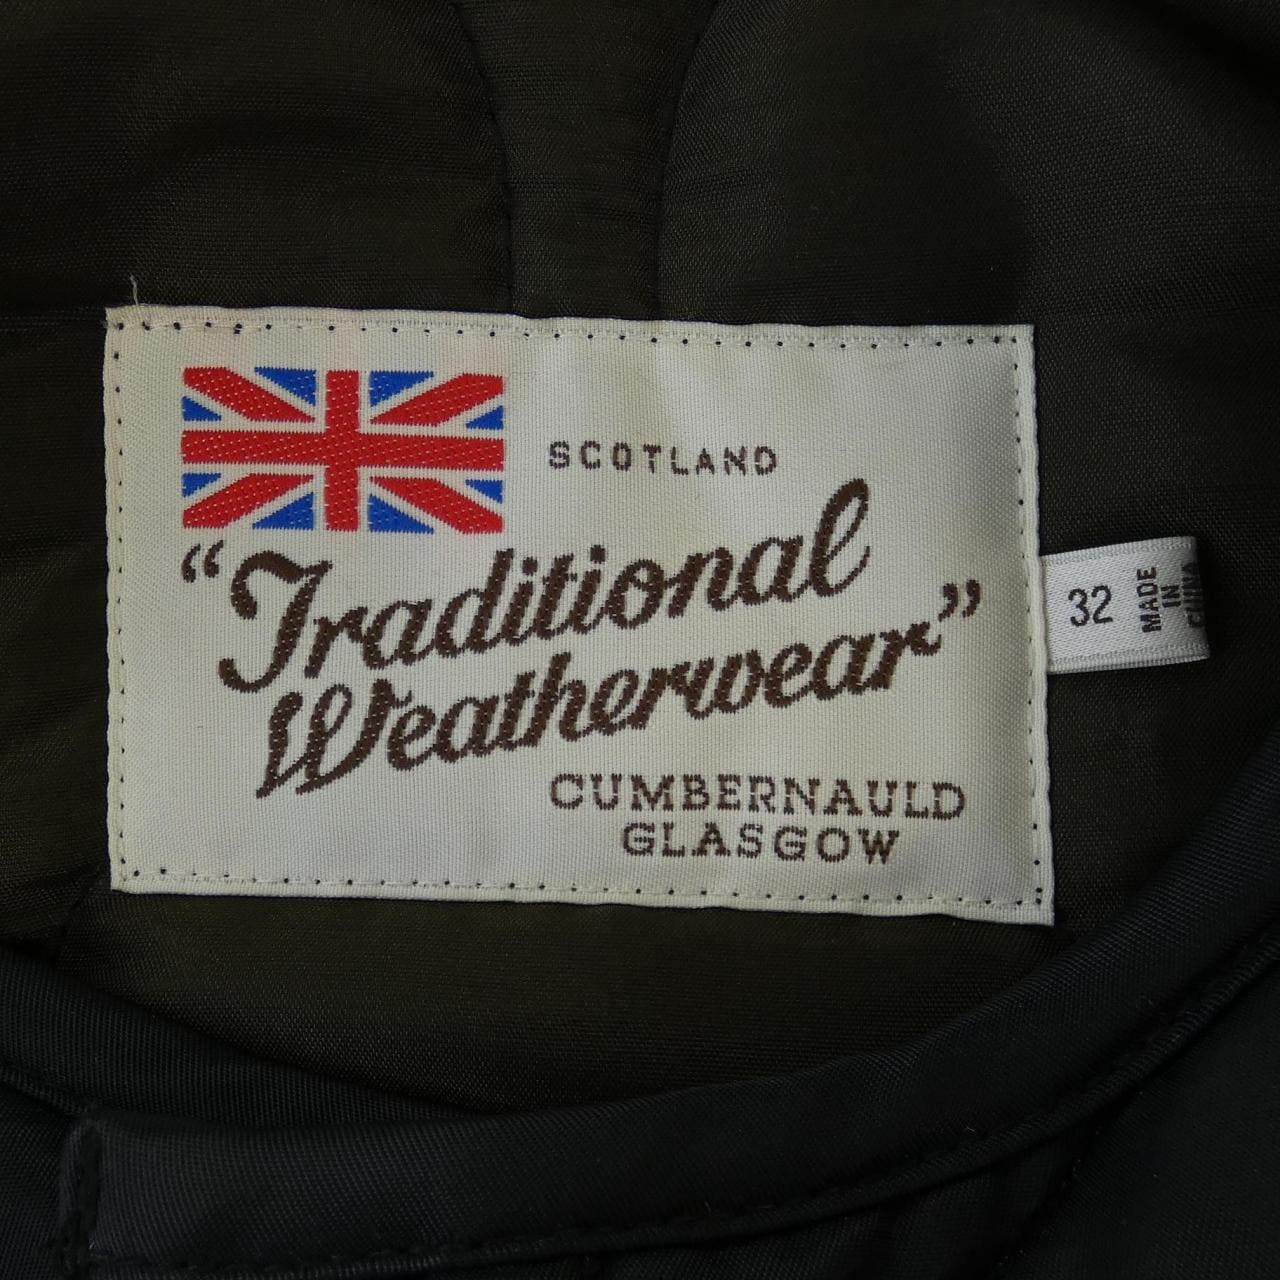 SCOTLAND
"Traditional
Weatherwear"
CUMBERNAULD
GLASGOW
32
MADE
IN
CHINA